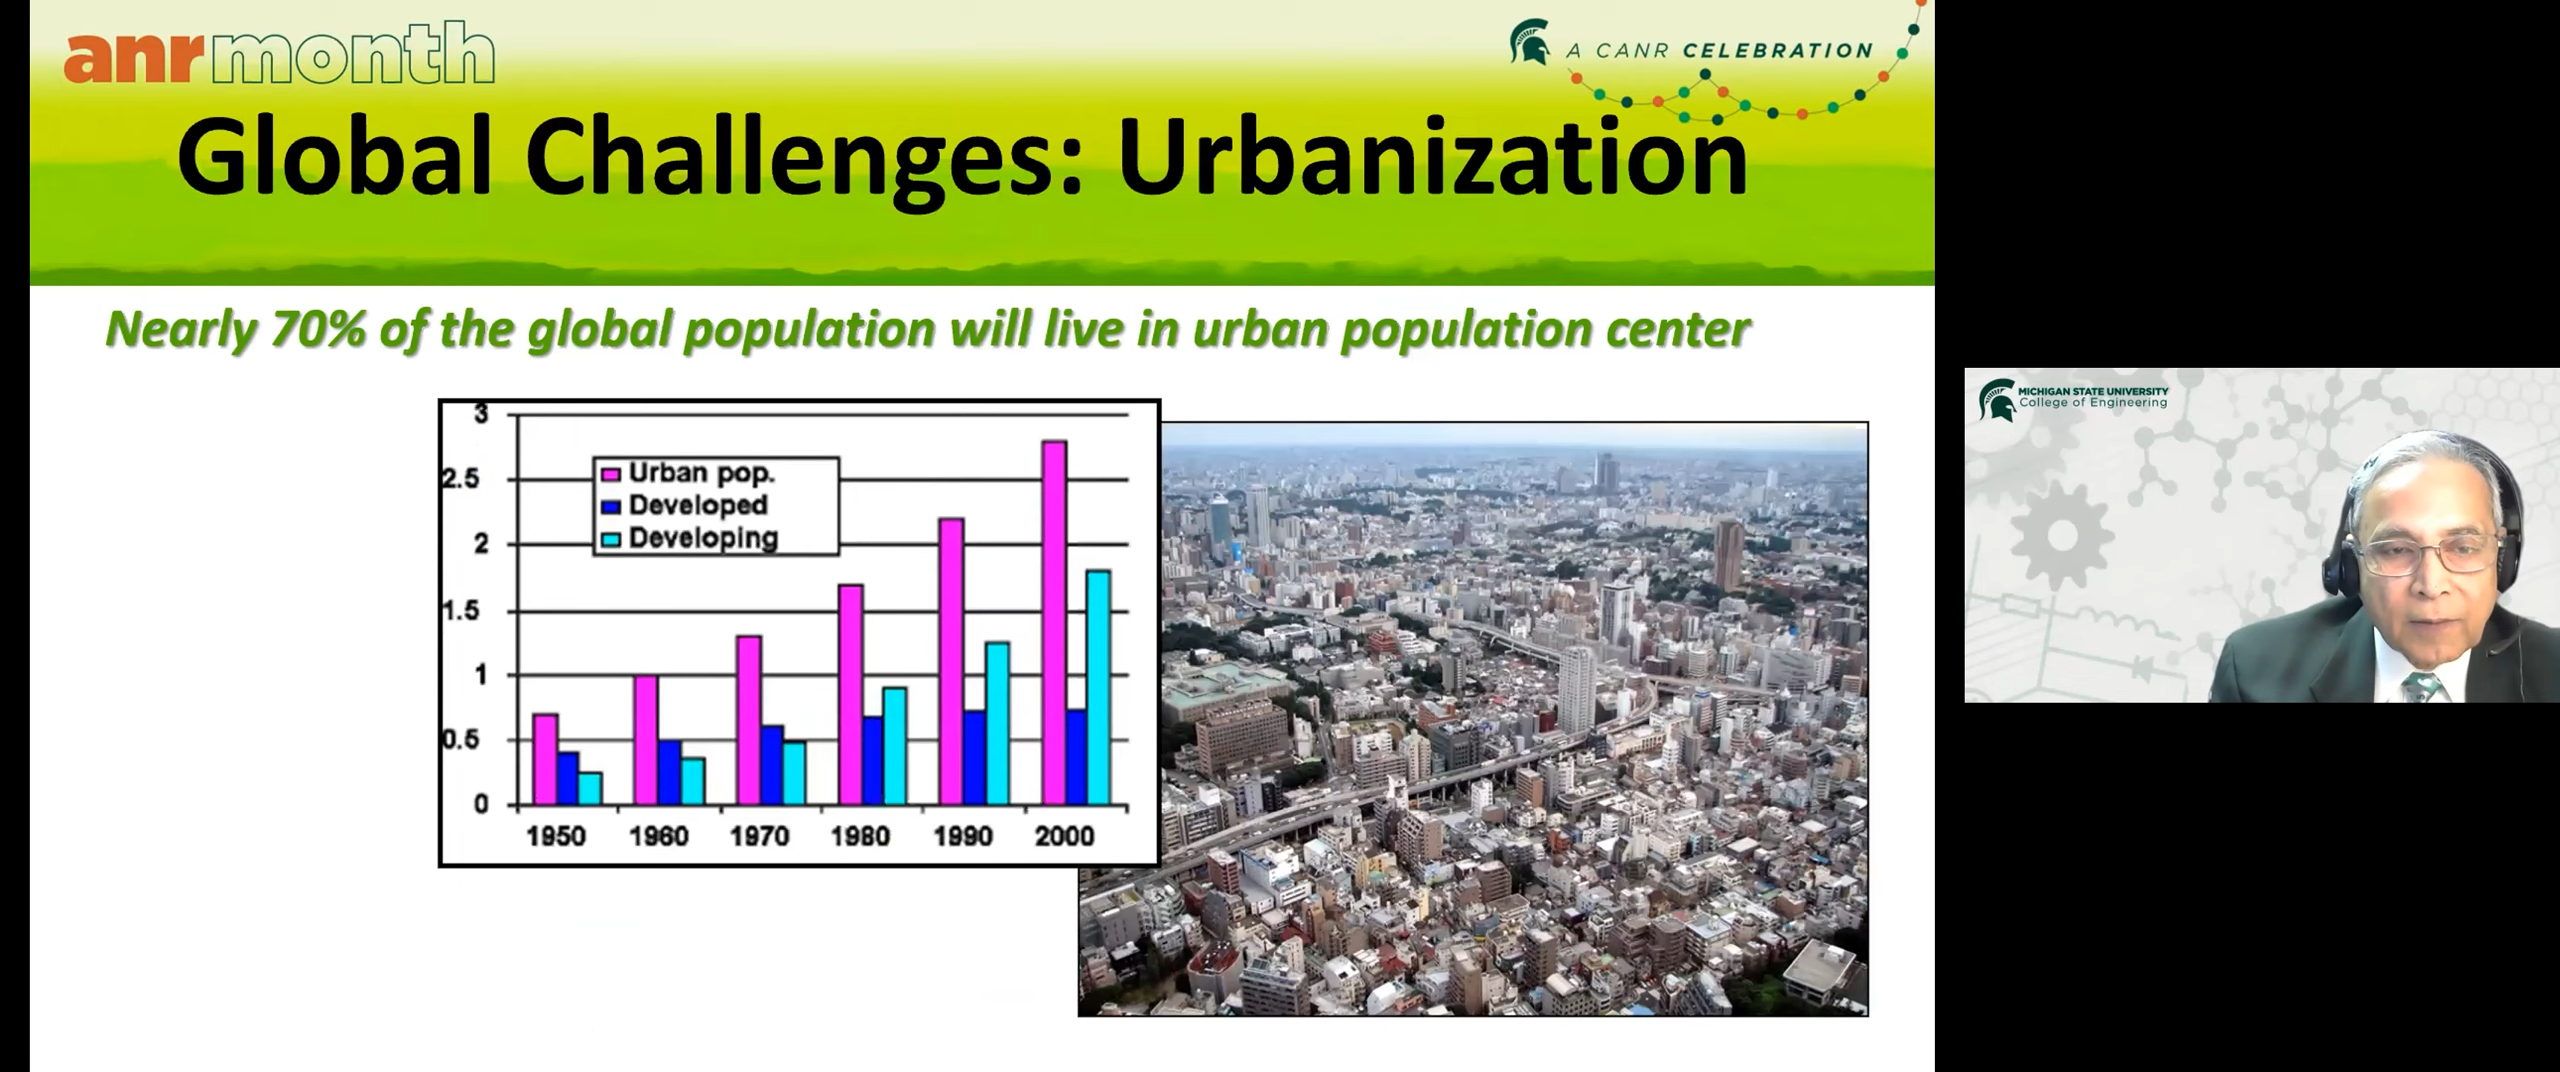 anrmonth
A CANR CELEBRATION
Global Challenges: Urbanization
Nearly 70% of the global population will live in urban population center
3
2.5
2
1.5
1
0.5
0
Urban pop.
Developed
Developing
1950 1960 1970 1980 1990 2000
MICHIGAN STATE UNIVERSITY
College of Engineering